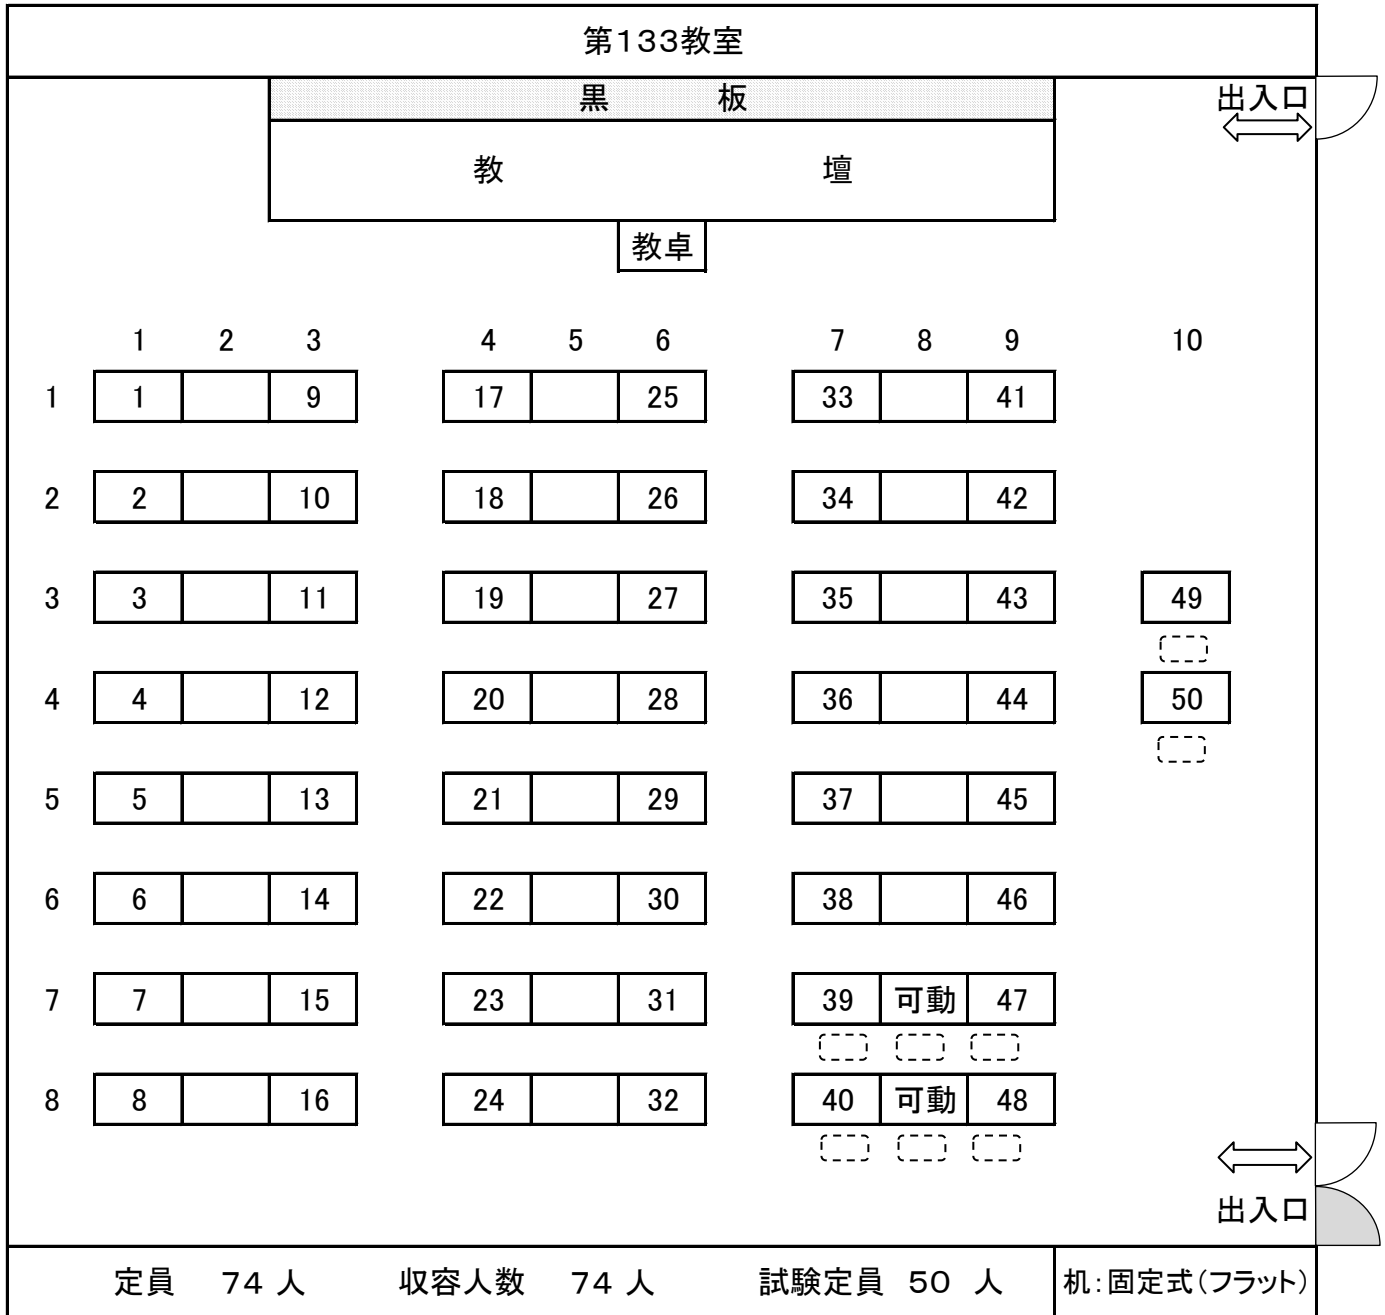 第133教室
黒 板
出入口
教 壇
教卓
1 2 3 4 5 6 7 8 9 10
1 1 9 17 25 33 41
2 2 10 18 26 34 42
3 3 11 19 27 35 43 49
4 4 12 20 28 36 44 50
5 5 13 21 29 37 45
6 6 14 22 30 38 46
7 7 15 23 31 39 可動 47
8 8 16 24 32 40 可動 48
出入口
定員 74 人 収容人数 74 人 試験定員 50 人 机:固定式(フラット)